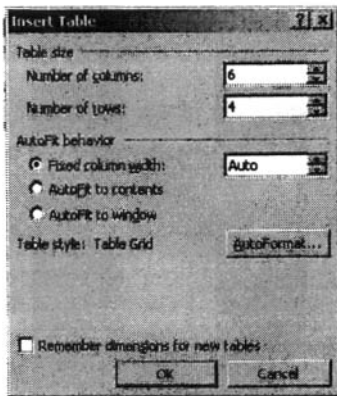 Insert Table
Table size
Number of columns: 6
Number of rows: 4
AutoFit behavior
Fixed column width: Auto
AutoFit to contents
AutoFit to window
Table style: Table Grid AutoFormat...
Remember dimensions for new tables
OK Cancel